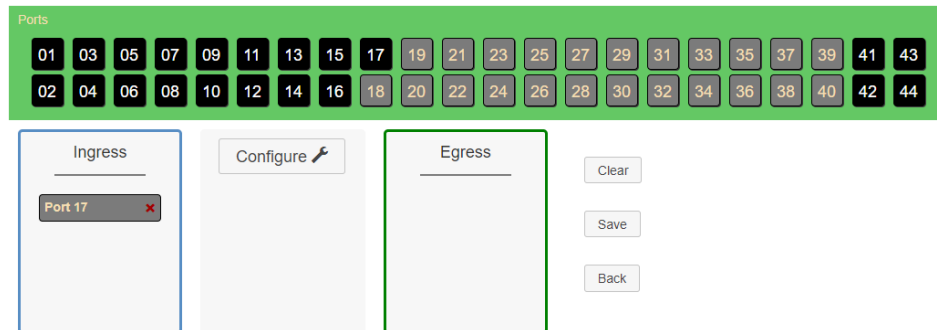 Ports
01 03 05 07 09 11 13 15 17 19 21 23 25 27 29 31 33 35 37 39 41 43
02 04 06 08 10 12 14 16 18 20 22 24 26 28 30 32 34 36 38 40 42 44
Ingress
Port 17
Configure
Egress
Clear
Save
Back